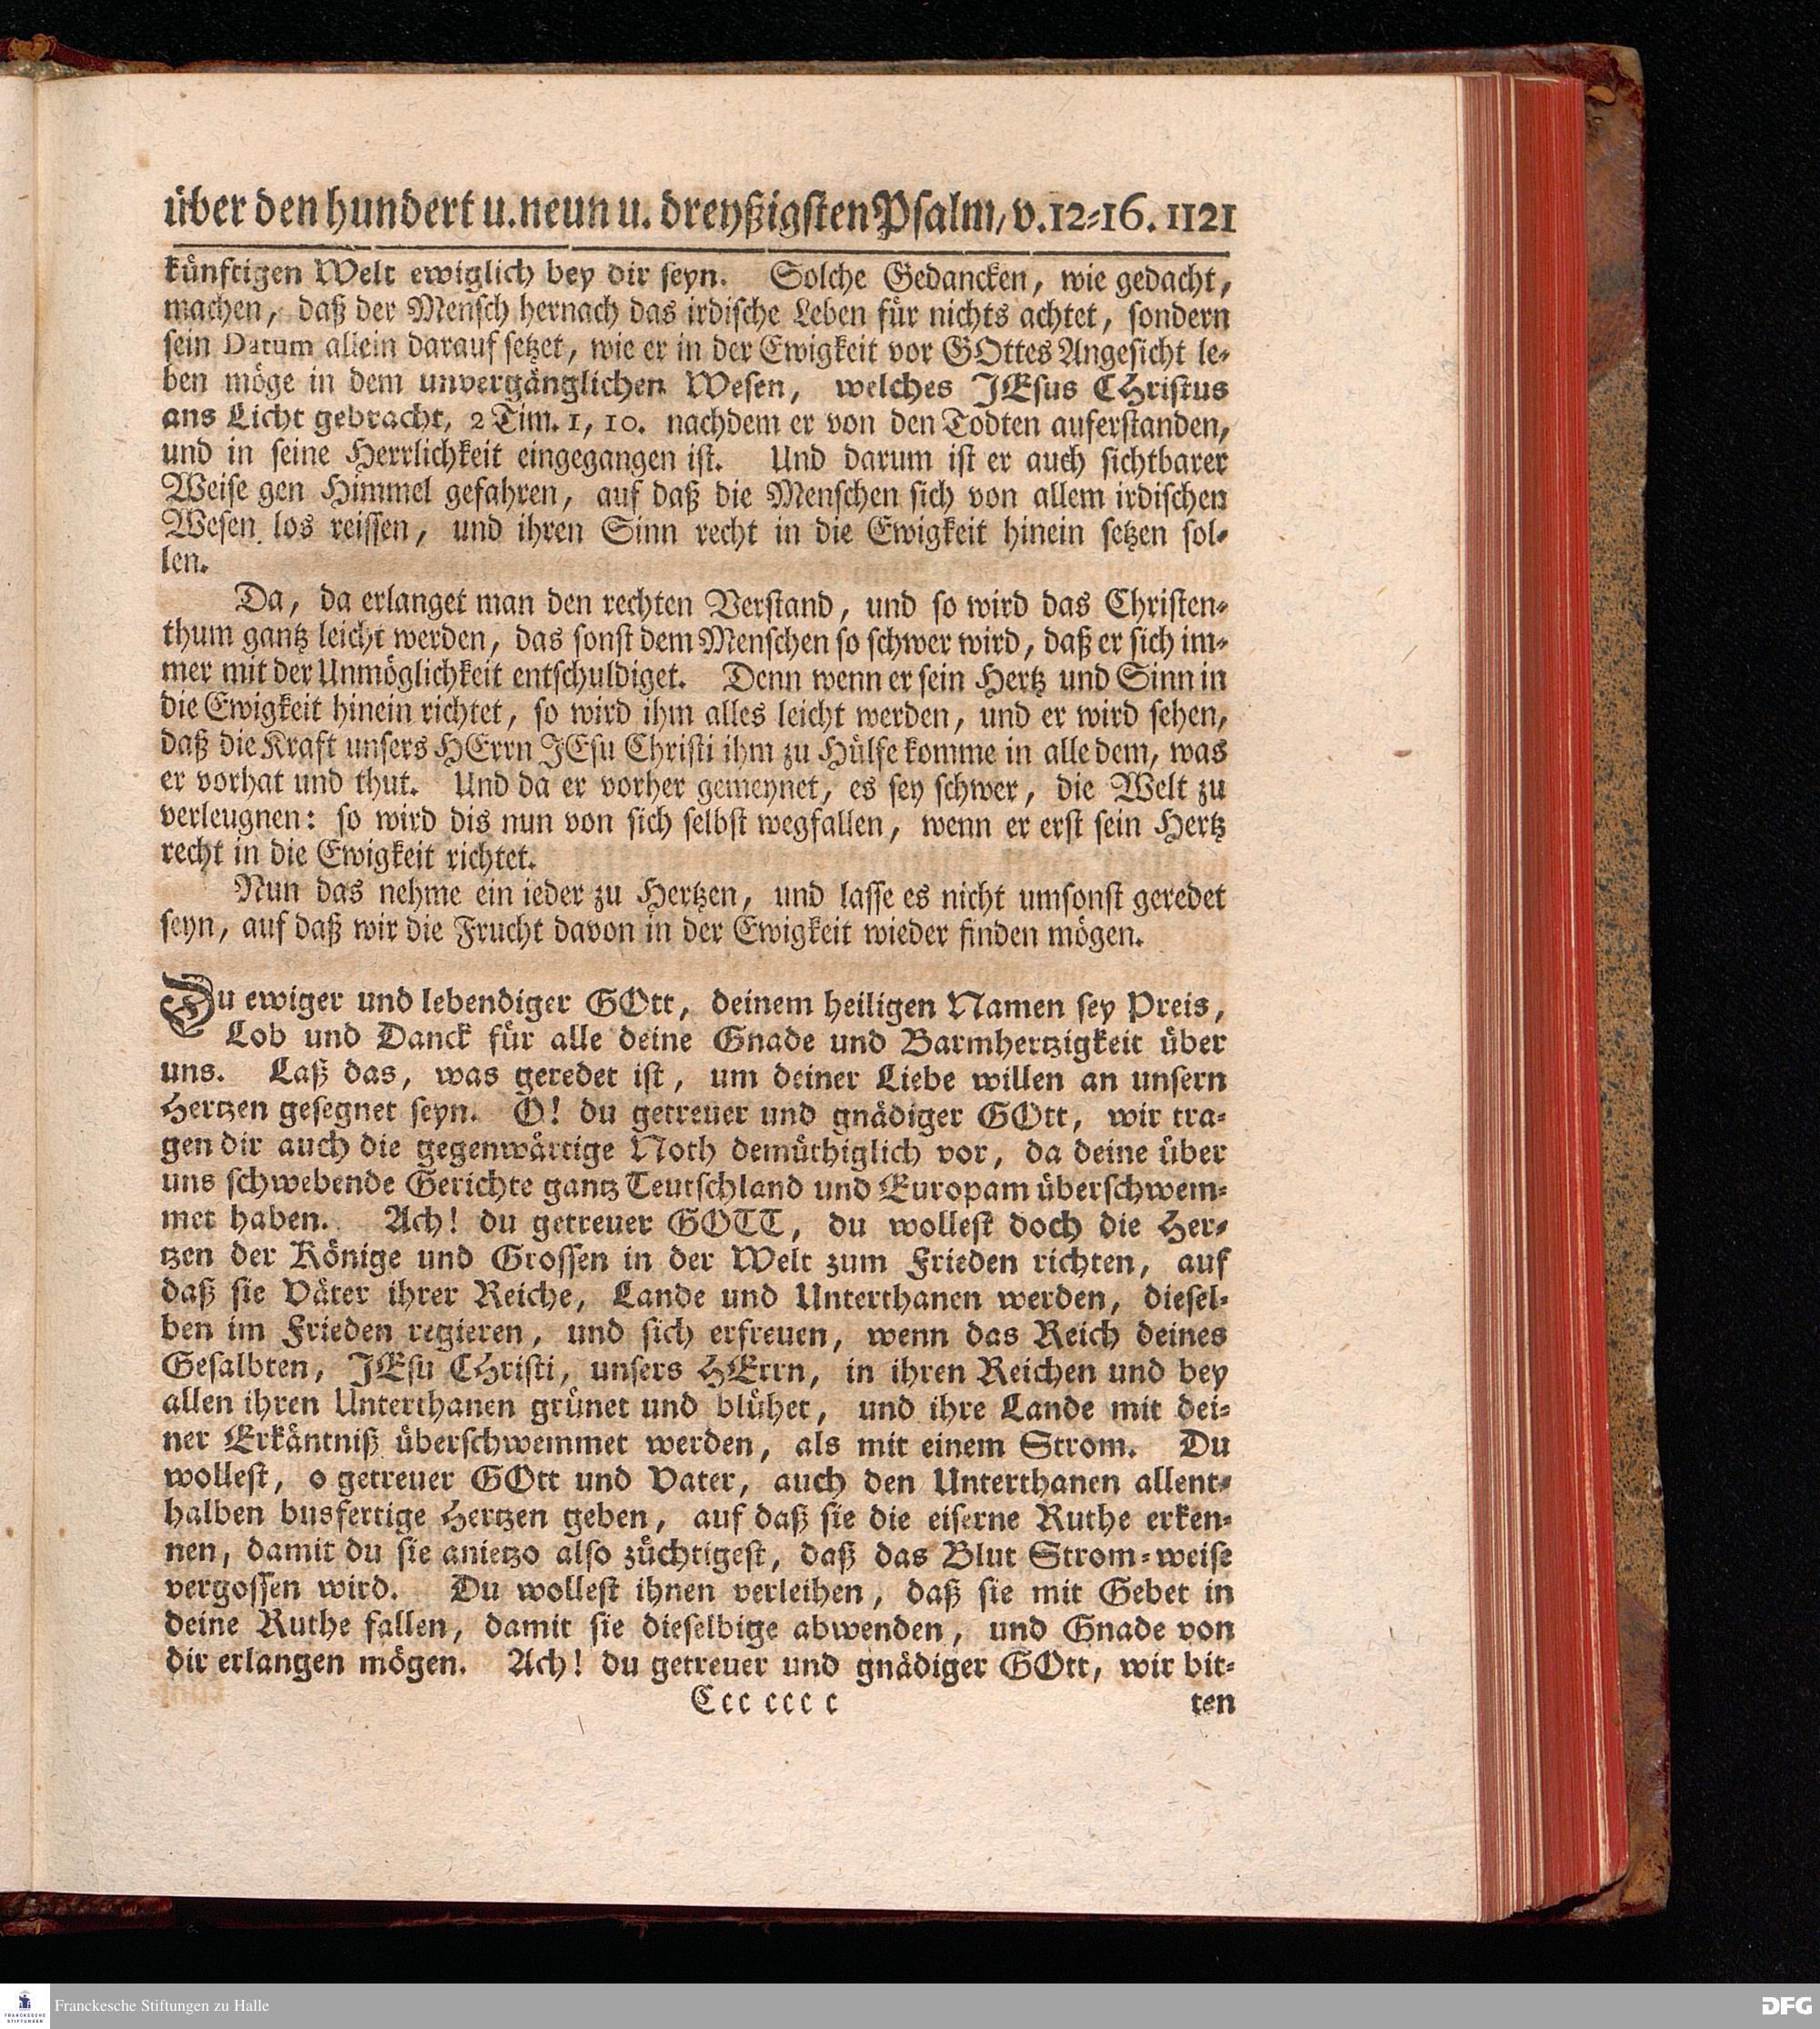 über den hundert u. neun u. dreyßigsten Psalm, v. 12-16. 1121
künftigen Welt ewiglich bey dir seyn. Solche Gedancken, wie gedacht,
machen, daß der Mensch hernach das irdische Leben für nichts achtet, sondern
sein Datum allein darauf setzet, wie er in der Ewigkeit vor GOttes Angesicht le-
ben möge in dem unvergänglichen Wesen, welches JEsus CHristus
ans Licht gebracht, 2 Tim. 1, 10. nachdem er von den Todten auferstanden,
und in seine Herrlichkeit eingegangen ist. Und darum ist er auch sichtbarer
Weise gen Himmel gefahren, auf daß die Menschen sich von allem irdischen
Wesen los reissen, und ihren Sinn recht in die Ewigkeit hinein setzen sol-
len.
Da, da erlanget man den rechten Verstand, und so wird das Christen-
thum gantz leicht werden, das sonst dem Menschen so schwer wird, daß er sich im-
mer mit der Unmöglichkeit entschuldiget. Denn wenn er sein Hertz und Sinn in
die Ewigkeit hinein richtet, so wird ihm alles leicht werden, und er wird sehen,
daß die Kraft unsers HErrn JEsu Christi ihm zu Hülfe komme in alle dem, was
er vorhat und thut. Und da er vorher gemeynet, es sey schwer, die Welt zu
verleugnen: so wird dis nun von sich selbst wegfallen, wenn er erst sein Hertz
recht in die Ewigkeit richtet.
Nun das nehme ein ieder zu Hertzen, und lasse es nicht umsonst geredet
seyn, auf daß wir die Frucht davon in der Ewigkeit wieder finden mögen.
Du ewiger und lebendiger GOtt, deinem heiligen Namen sey Preis,
Lob und Danck für alle deine Gnade und Barmhertzigkeit über
uns. Laß das, was geredet ist, um deiner Liebe willen an unsern
Hertzen gesegnet seyn. O! du getreuer und gnädiger GOtt, wir tra-
gen dir auch die gegenwärtige Noth demüthiglich vor, da deine über
uns schwebende Gerichte gantz Teutschland und Europam überschwem-
met haben. Ach! du getreuer GOTT, du wollest doch die Her-
tzen der Könige und Grossen in der Welt zum Frieden richten, auf
daß sie Väter ihrer Reiche, Lande und Unterthanen werden, diesel-
ben im Frieden regieren, und sich erfreuen, wenn das Reich deines
Gesalbten, JEsu CHristi, unsers HErrn, in ihren Reichen und bey
allen ihren Unterthanen grünet und blühet, und ihre Lande mit dei-
ner Erkäntniß überschwemmet werden, als mit einem Strom. Du
wollest, o getreuer GOtt und Vater, auch den Unterthanen allent-
halben busfertige Hertzen geben, auf daß sie die eiserne Ruthe erken-
nen, damit du sie anietzo also züchtigest, daß das Blut Strom-weise
vergossen wird. Du wollest ihnen verleihen, daß sie mit Gebet in
deine Ruthe fallen, damit sie dieselbige abwenden, und Gnade von
dir erlangen mögen. Ach! du getreuer und gnädiger GOtt, wir bit-
Ccc ccc c ten
Franckesche Stiftungen zu Halle
FRANCKESCHE STIFTUNGEN
DFG